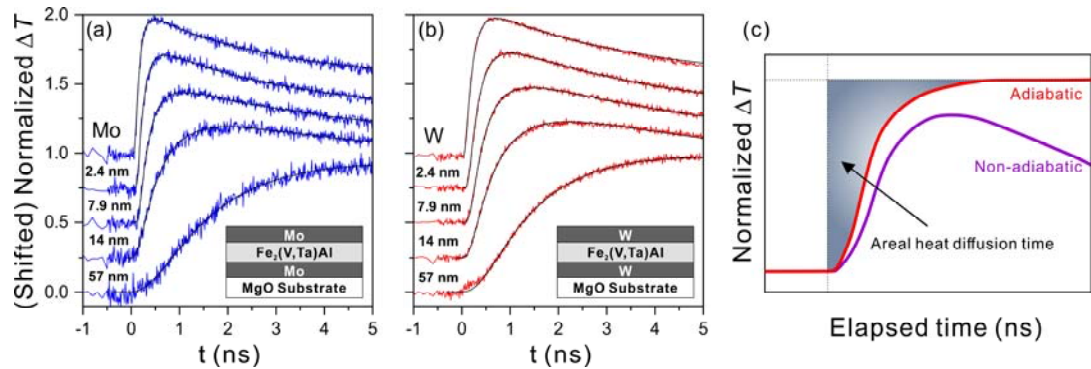 (Shifted) Normalized ΔT
2.0
1.5
1.0
0.5
0.0
(a)
Mo
2.4 nm
7.9 nm
14 nm
57 nm
Mo
Fe₂(V,Ta)Al
Mo
MgO Substrate
-1 0 1 2 3 4 5
t (ns)
(b)
W
2.4 nm
7.9 nm
14 nm
57 nm
W
Fe₂(V,Ta)Al
W
MgO Substrate
-1 0 1 2 3 4 5
t (ns)
(c)
Normalized ΔT
Adiabatic
Non-adiabatic
Areal heat diffusion time
Elapsed time (ns)